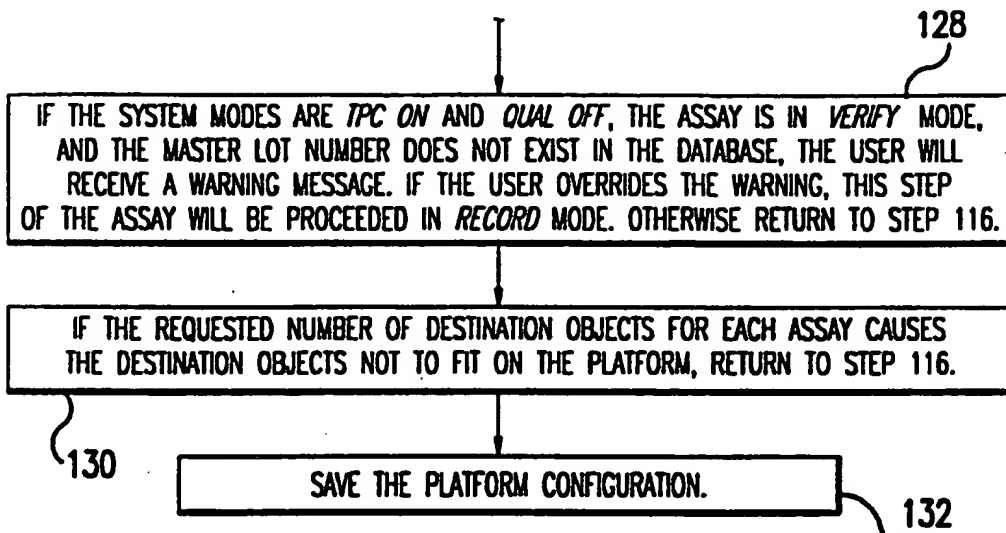 128
IF THE SYSTEM MODES ARE TPC ON AND QUAL OFF, THE ASSAY IS IN VERIFY MODE,
AND THE MASTER LOT NUMBER DOES NOT EXIST IN THE DATABASE, THE USER WILL
RECEIVE A WARNING MESSAGE. IF THE USER OVERRIDES THE WARNING, THIS STEP
OF THE ASSAY WILL BE PROCEEDED IN RECORD MODE. OTHERWISE RETURN TO STEP 116.
IF THE REQUESTED NUMBER OF DESTINATION OBJECTS FOR EACH ASSAY CAUSES
THE DESTINATION OBJECTS NOT TO FIT ON THE PLATFORM, RETURN TO STEP 116.
130
SAVE THE PLATFORM CONFIGURATION.
132